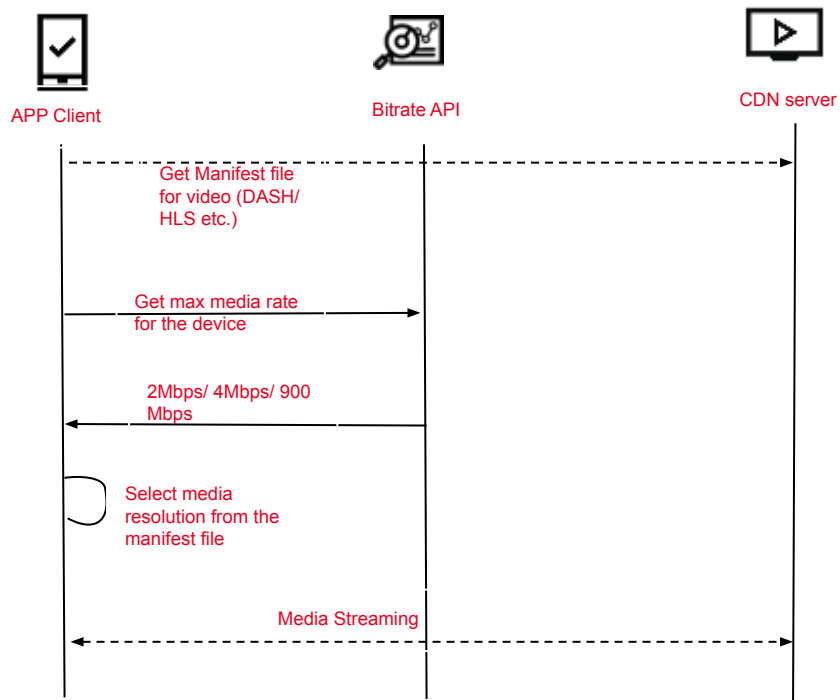 APP Client
Bitrate API
CDN server
Get Manifest file
for video (DASH/
HLS etc.)
Get max media rate
for the device
2Mbps/ 4Mbps/ 900
Mbps
Select media
resolution from the
manifest file
Media Streaming